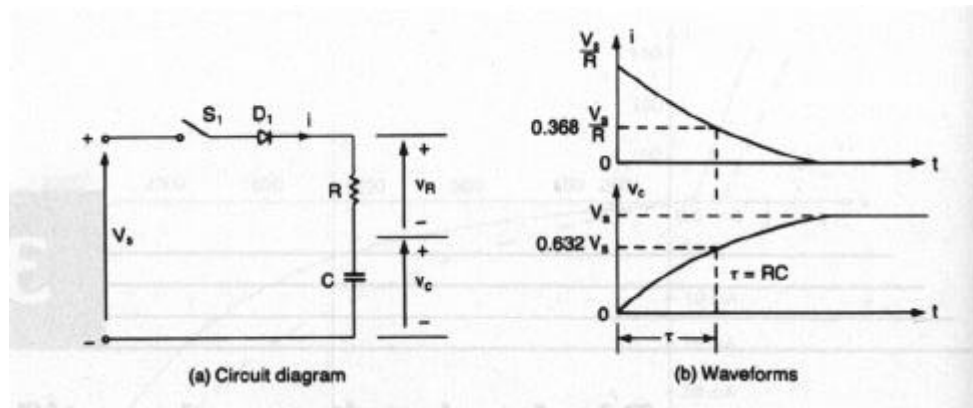 S₁ D₁ i
+
R
+
v_R
−
V_s
C
+
v_c
−
−
(a) Circuit diagram
V_s/R i
0.368 V_s/R
0 t
v_c
V_s
0.632 V_s
τ = RC
0 t
τ
(b) Waveforms